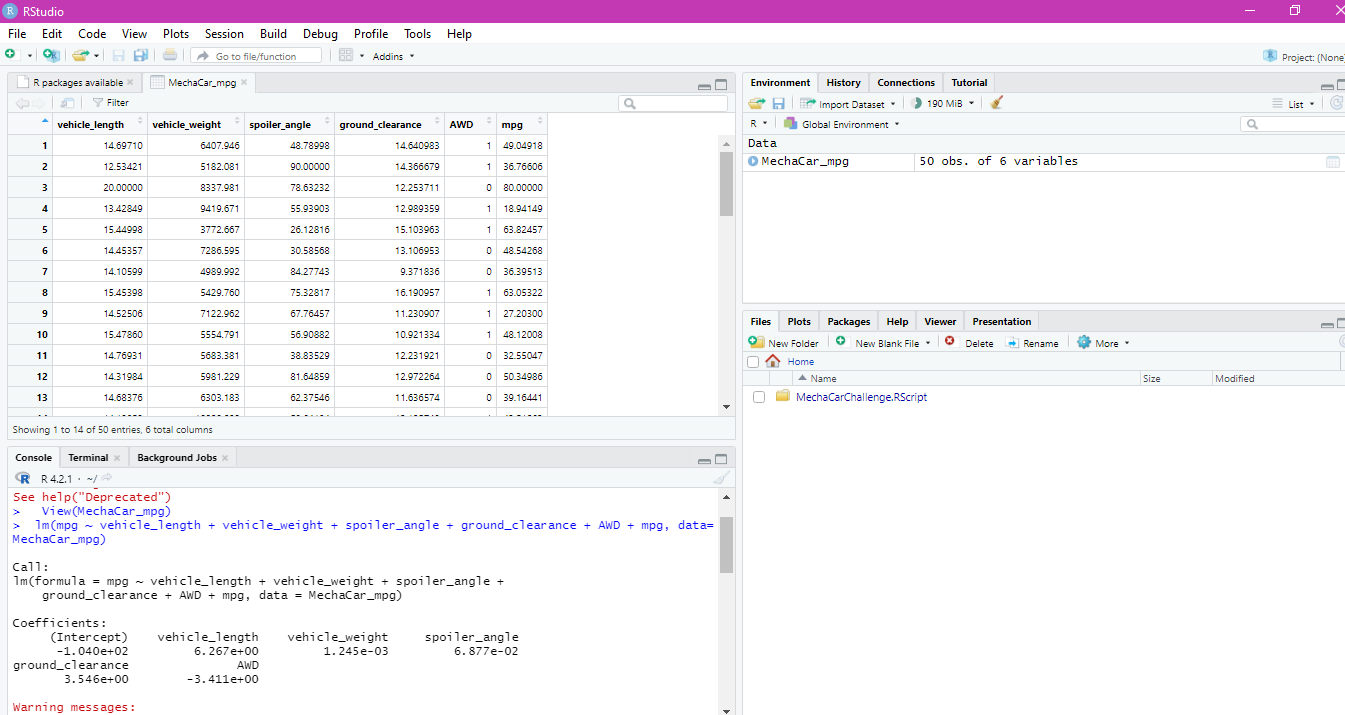 RStudio
File Edit Code View Plots Session Build Debug Profile Tools Help
Go to file/function Addins Project: (None)
R packages available MechaCar_mpg
Filter
vehicle_length vehicle_weight spoiler_angle ground_clearance AWD mpg
1 14.69710 6407.946 48.78998 14.640983 1 49.04918
2 12.53421 5182.081 90.00000 14.366679 1 36.76606
3 20.00000 8337.981 78.63232 12.253711 0 80.00000
4 13.42849 9419.671 55.93903 12.989359 1 18.94149
5 15.44998 3772.667 26.12816 15.103963 1 63.82457
6 14.45357 7286.595 30.58568 13.106953 0 48.54268
7 14.10599 4989.992 84.27743 9.371836 0 36.39513
8 15.45398 5429.760 75.32817 16.190957 1 63.05322
9 14.52506 7122.962 67.76457 11.230907 1 27.20300
10 15.47860 5554.791 56.90882 10.921334 1 48.12008
11 14.76931 5683.381 38.83529 12.231921 0 32.55047
12 14.31984 5981.229 81.64859 12.972264 0 50.34986
13 14.68376 6303.183 62.37546 11.636574 0 39.16441
Showing 1 to 14 of 50 entries, 6 total columns
Console Terminal Background Jobs
R 4.2.1 · ~/
See help("Deprecated")
> View(MechaCar_mpg)
> lm(mpg ~ vehicle_length + vehicle_weight + spoiler_angle + ground_clearance + AWD + mpg, data=
MechaCar_mpg)
Call:
lm(formula = mpg ~ vehicle_length + vehicle_weight + spoiler_angle +
ground_clearance + AWD + mpg, data = MechaCar_mpg)
Coefficients:
(Intercept) vehicle_length vehicle_weight spoiler_angle
-1.040e+02 6.267e+00 1.245e-03 6.877e-02
ground_clearance AWD
3.546e+00 -3.411e+00
Warning messages:
Environment History Connections Tutorial
Import Dataset 190 MiB List
R Global Environment
Data
MechaCar_mpg 50 obs. of 6 variables
Files Plots Packages Help Viewer Presentation
New Folder New Blank File Delete Rename More
Home
Name Size Modified
MechaCarChallenge.RScript